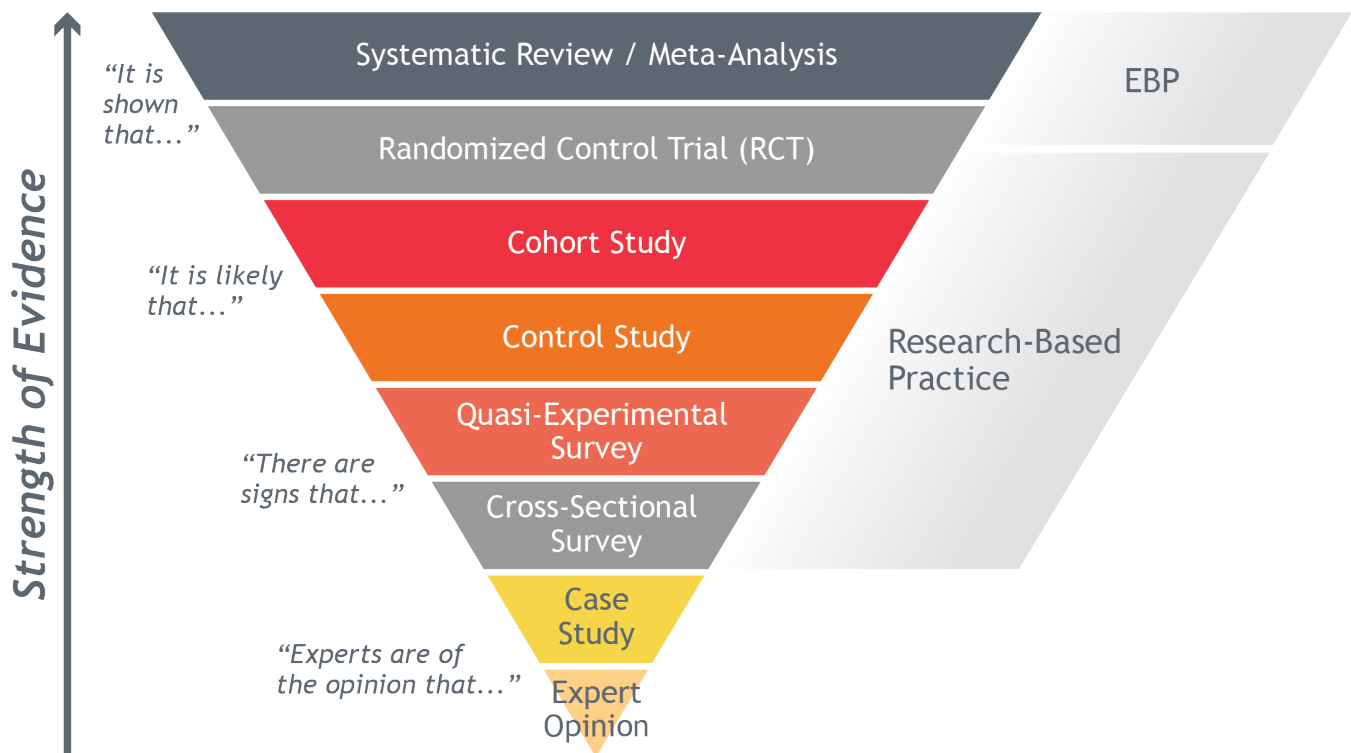 Strength of Evidence
“It is
shown
that...”
“It is likely
that...”
“There are
signs that...”
“Experts are of
the opinion that...”
Systematic Review / Meta-Analysis
Randomized Control Trial (RCT)
Cohort Study
Control Study
Quasi-Experimental
Survey
Cross-Sectional
Survey
Case
Study
Expert
Opinion
EBP
Research-Based
Practice